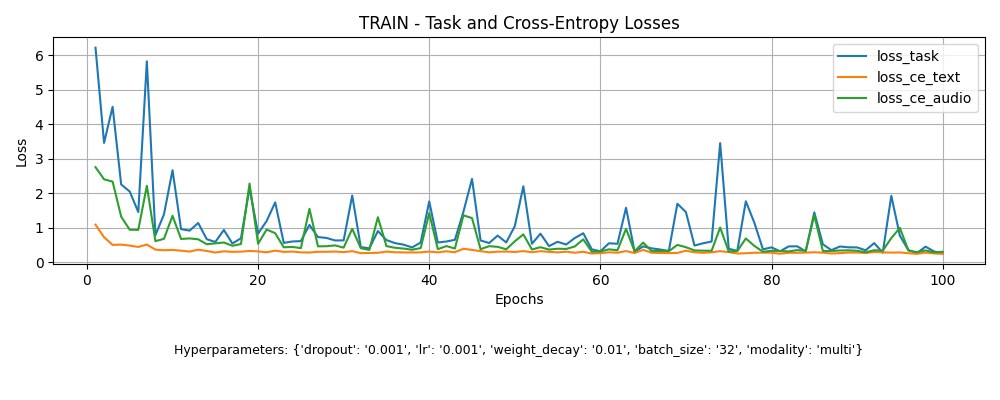 TRAIN - Task and Cross-Entropy Losses
loss_task
loss_ce_text
loss_ce_audio
Loss
6
5
4
3
2
1
0
0 20 40 60 80 100
Epochs
Hyperparameters: {'dropout': '0.001', 'lr': '0.001', 'weight_decay': '0.01', 'batch_size': '32', 'modality': 'multi'}